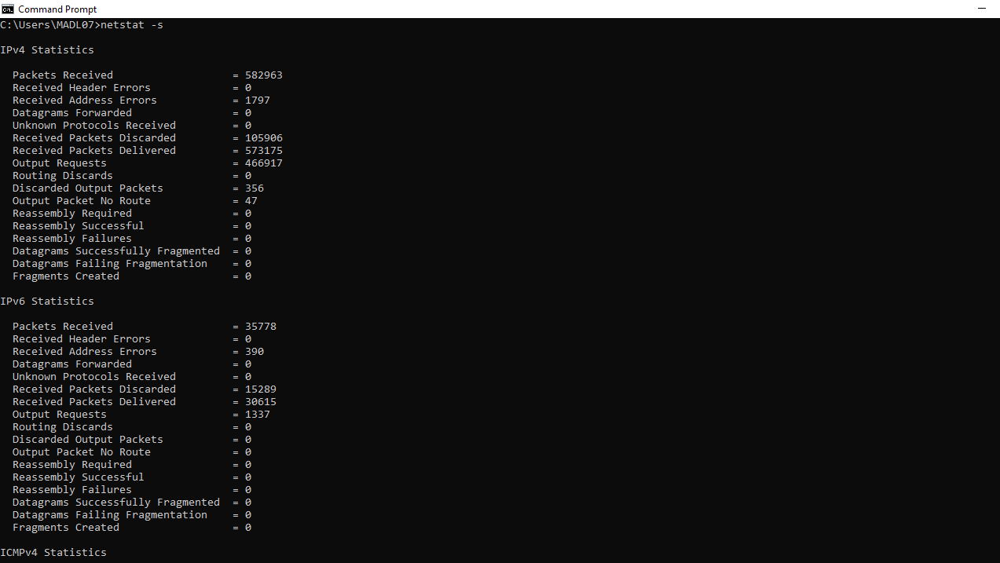 Command Prompt
C:\Users\MADL07>netstat -s
IPv4 Statistics
Packets Received = 582963
Received Header Errors = 0
Received Address Errors = 1797
Datagrams Forwarded = 0
Unknown Protocols Received = 0
Received Packets Discarded = 105906
Received Packets Delivered = 573175
Output Requests = 466917
Routing Discards = 0
Discarded Output Packets = 356
Output Packet No Route = 47
Reassembly Required = 0
Reassembly Successful = 0
Reassembly Failures = 0
Datagrams Successfully Fragmented = 0
Datagrams Failing Fragmentation = 0
Fragments Created = 0
IPv6 Statistics
Packets Received = 35778
Received Header Errors = 0
Received Address Errors = 390
Datagrams Forwarded = 0
Unknown Protocols Received = 0
Received Packets Discarded = 15289
Received Packets Delivered = 30615
Output Requests = 1337
Routing Discards = 0
Discarded Output Packets = 0
Output Packet No Route = 0
Reassembly Required = 0
Reassembly Successful = 0
Reassembly Failures = 0
Datagrams Successfully Fragmented = 0
Datagrams Failing Fragmentation = 0
Fragments Created = 0
ICMPv4 Statistics